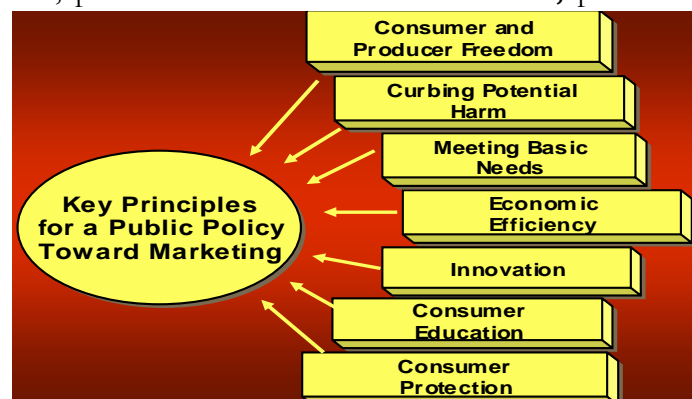 Consumer and
Producer Freedom
Curbing Potential
Harm
Meeting Basic
Needs
Key Principles
for a Public Policy
Toward Marketing
Economic
Efficiency
Innovation
Consumer
Education
Consumer
Protection